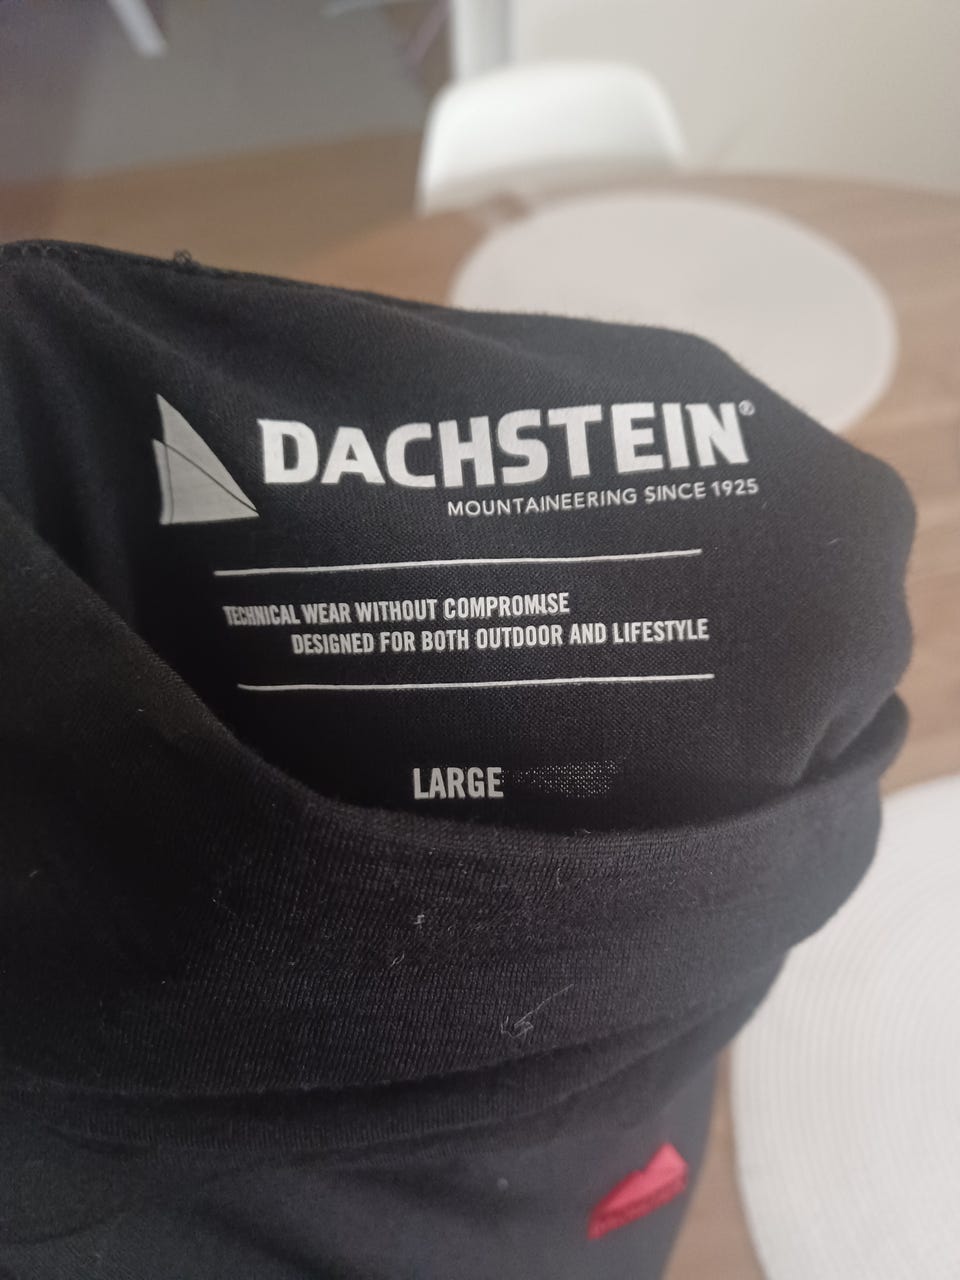 DACHSTEIN®
MOUNTAINEERING SINCE 1925
TECHNICAL WEAR WITHOUT COMPROMISE
DESIGNED FOR BOTH OUTDOOR AND LIFESTYLE
LARGE